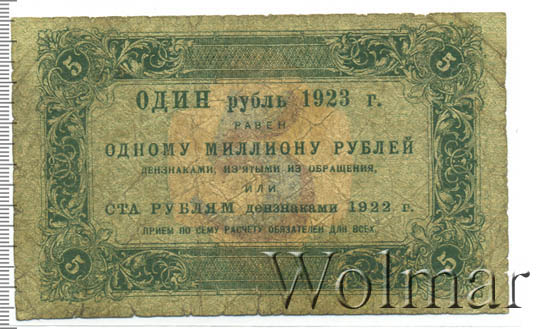 5 5
ОДИН рубль 1923 г.
РАВЕН
ОДНОМУ МИЛЛИОНУ РУБЛЕЙ
ДЕНЗНАКАМИ, ИЗ'ЯТЫМИ ИЗ ОБРАЩЕНИЯ,
ИЛИ
СТА РУБЛЯМ дензнаками 1922 г.
ПРИЕМ ПО СЕМУ РАСЧЕТУ ОБЯЗАТЕЛЕН ДЛЯ ВСЕХ.
5 5
Wolmar